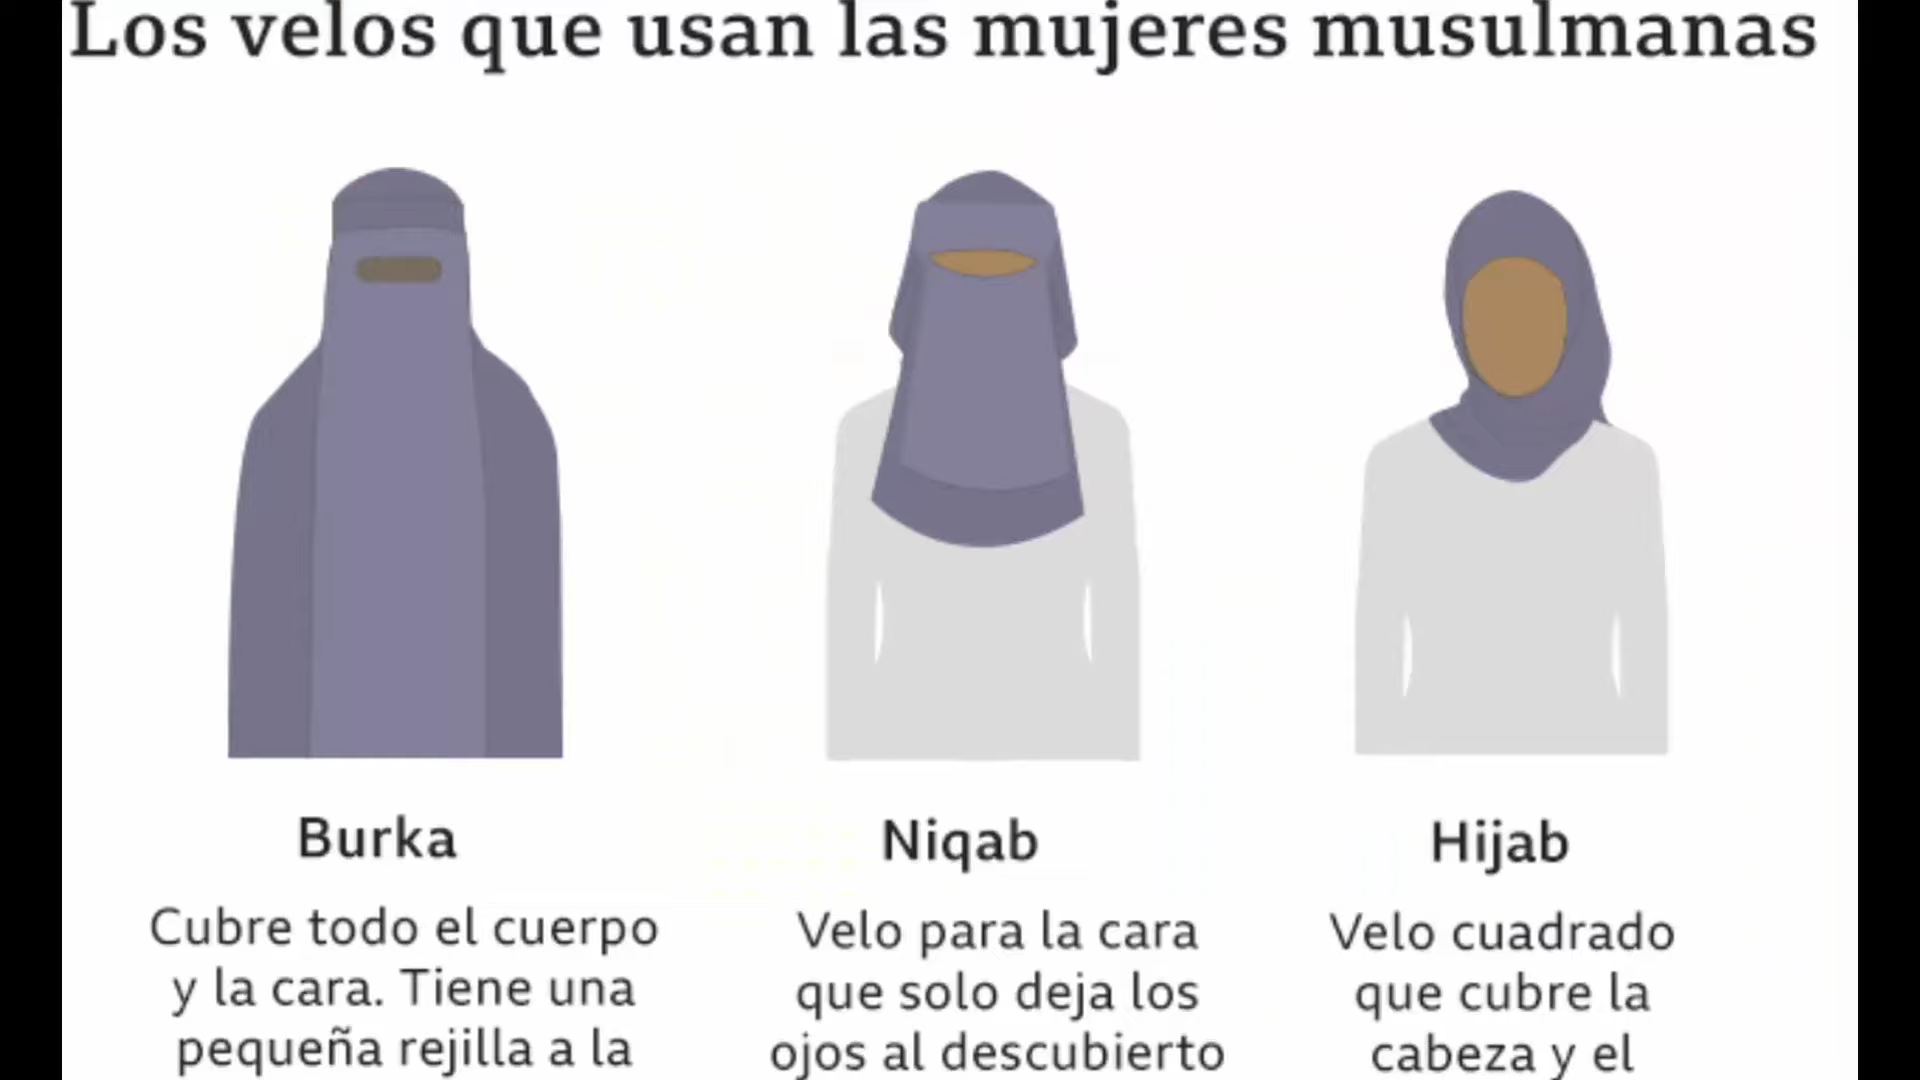 Los velos que usan las mujeres musulmanas
Burka
Cubre todo el cuerpo
y la cara. Tiene una
pequeña rejilla a la
Niqab
Velo para la cara
que solo deja los
ojos al descubierto
Hijab
Velo cuadrado
que cubre la
cabeza y el